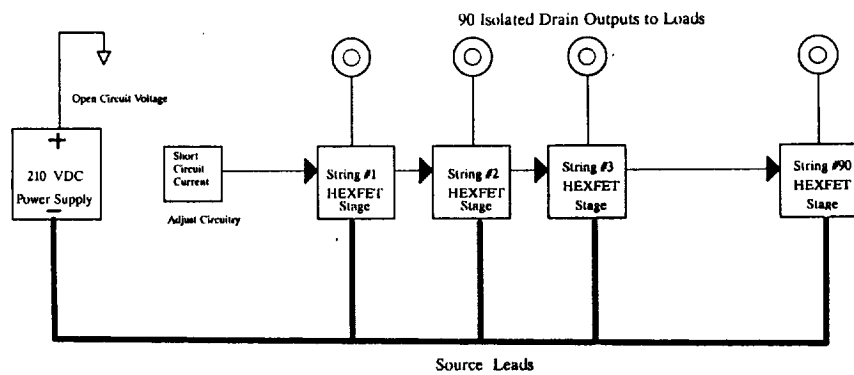 90 Isolated Drain Outputs to Loads
Open Circuit Voltage
+
210 VDC
Power Supply
−
Short
Circuit
Current
Adjust Circuitry
String #1
HEXFET
Stage
String #2
HEXFET
Stage
String #3
HEXFET
Stage
String #90
HEXFET
Stage
Source Leads